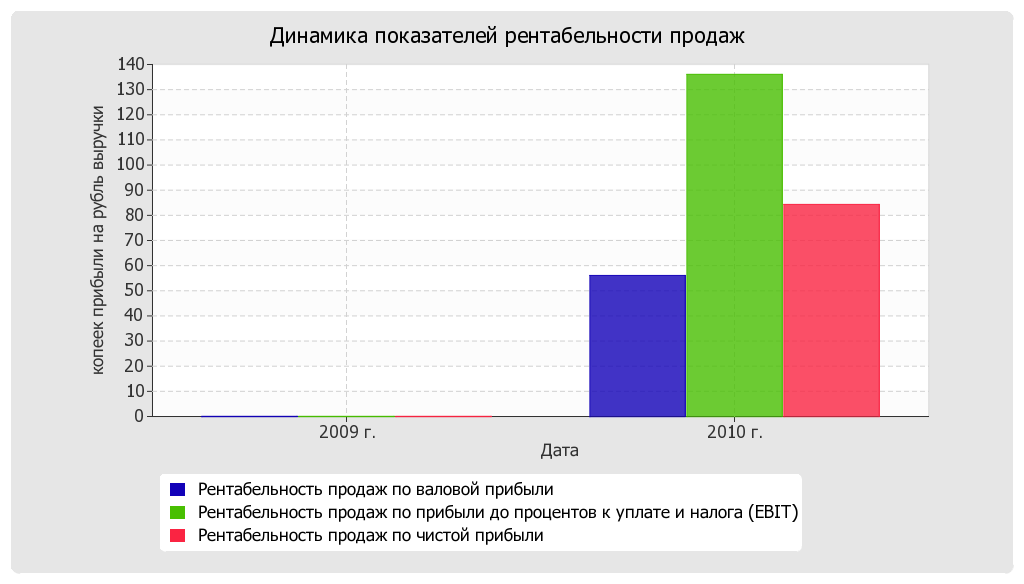 Динамика показателей рентабельности продаж
копеек прибыли на рубль выручки
140
130
120
110
100
90
80
70
60
50
40
30
20
10
0
2009 г.
2010 г.
Дата
Рентабельность продаж по валовой прибыли
Рентабельность продаж по прибыли до процентов к уплате и налога (EBIT)
Рентабельность продаж по чистой прибыли